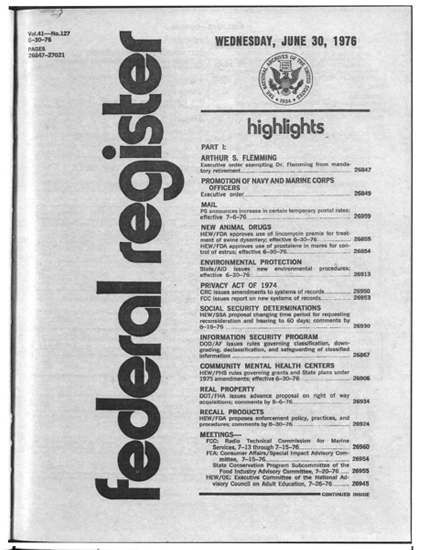 Vol.41—No.127
6-30-76
PAGES
26847-27021
federal register
WEDNESDAY, JUNE 30, 1976
THE NATIONAL ARCHIVES OF THE UNITED STATES
1934
highlights
PART I:
ARTHUR S. FLEMMING
Executive order exempting Dr. Flemming from manda-
tory retirement 26847
PROMOTION OF NAVY AND MARINE CORPS
OFFICERS
Executive order 26849
MAIL
PS announces increase in certain temporary postal rates;
effective 7-6-76 26959
NEW ANIMAL DRUGS
HEW/FDA approves use of lincomycin premix for treat-
ment of swine dysentery; effective 6-30-76 26855
HEW/FDA approves use of prostalene in mares for con-
trol of estrus; effective 6-30-76 26854
ENVIRONMENTAL PROTECTION
State/AID issues new environmental procedures;
effective 6-30-76 26913
PRIVACY ACT OF 1974
CRC issues amendments to systems of records 26950
FCC issues report on new systems of records 26953
SOCIAL SECURITY DETERMINATIONS
HEW/SSA proposal changing time period for requesting
reconsideration and hearing to 60 days; comments by
8-16-76 26930
INFORMATION SECURITY PROGRAM
DOD/AF issues rules governing classification, down-
grading, declassification, and safeguarding of classified
information 26867
COMMUNITY MENTAL HEALTH CENTERS
HEW/PHS rules governing grants and State plans under
1975 amendments; effective 6-30-76 26906
REAL PROPERTY
DOT/FHA issues advance proposal on right of way
acquisitions; comments by 8-6-76 26934
RECALL PRODUCTS
HEW/FDA proposes enforcement policy, practices, and
procedures; comments by 8-30-76 26924
MEETINGS—
FCC: Radio Technical Commission for Marine
Services, 7-13 through 7-15-76 26960
FEA: Consumer Affairs/Special Impact Advisory Com-
mittee, 7-15-76 26954
State Conservation Program Subcommittee of the
Food Industry Advisory Committee, 7-20-76 26955
HEW/OE: Executive Committee of the National Ad-
visory Council on Adult Education, 7-26-76 26945
CONTINUED INSIDE